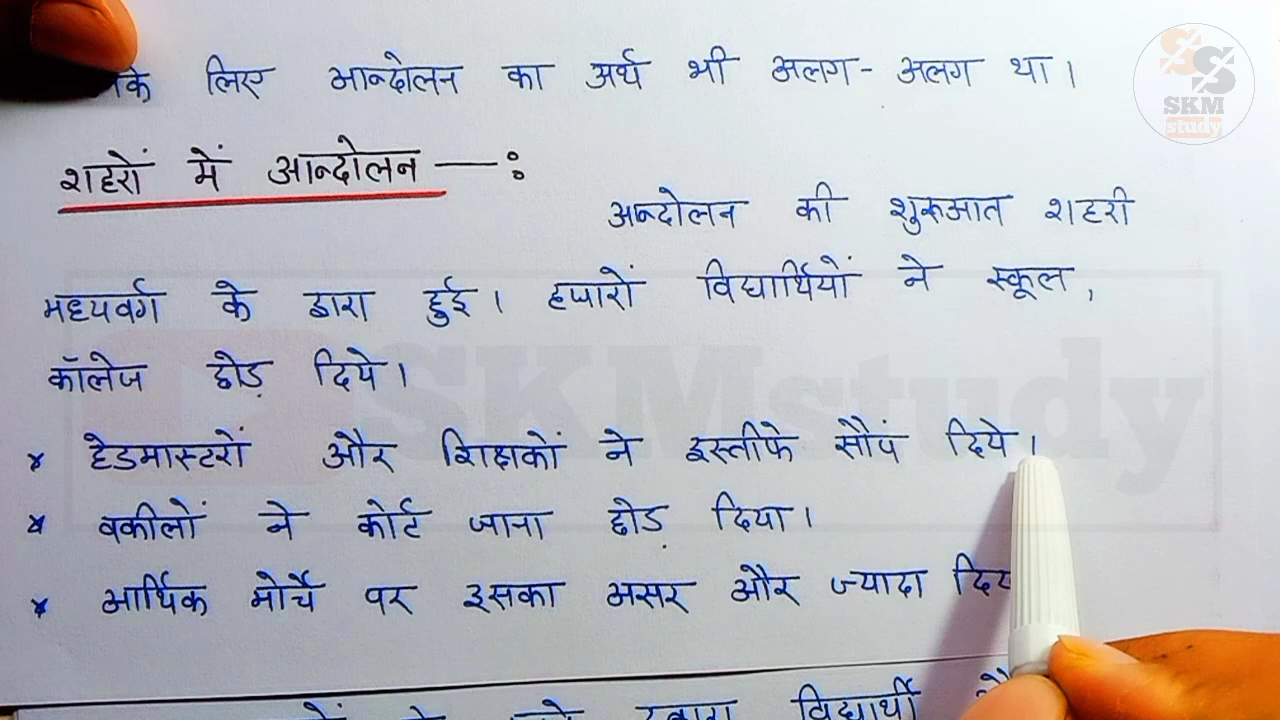 के लिए आन्दोलन का अर्थ भी अलग-अलग था।
शहरों में आन्दोलन —:
आन्दोलन की शुरूआत शहरी
मध्यवर्ग के द्वारा हुई। हजारों विद्यार्थियों ने स्कूल,
कॉलेज छोड़ दिये।
* हेडमास्टरों और शिक्षकों ने इस्तीफे सौपं दिये।
* वकीलों ने कोर्ट जाना छोड़ दिया।
* आर्थिक मोर्चे पर इसका असर और ज्यादा
विद्यार्थी
SKM
study
SKMstudy